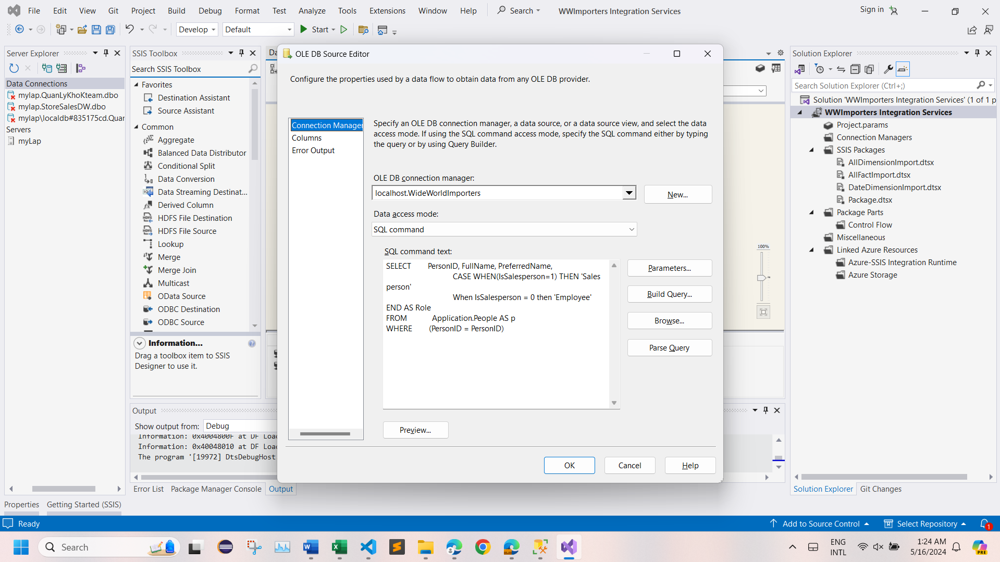 File Edit View Git Project Build Debug Format Test Analyze Tools Extensions Window Help Search WWImporters Integration Services Sign in
Develop Default Start
Server Explorer
Data Connections
mylap.QuanLyKhoKteam.dbo
mylap.StoreSalesDW.dbo
mylap\localdb#835175cd.Quar
Servers
myLap
SSIS Toolbox
Search SSIS Toolbox
Favorites
Destination Assistant
Source Assistant
Common
Aggregate
Balanced Data Distributor
Conditional Split
Data Conversion
Data Streaming Destinat...
Derived Column
HDFS File Destination
HDFS File Source
Lookup
Merge
Merge Join
Multicast
OData Source
ODBC Destination
ODBC Source
Information...
Drag a toolbox item to SSIS
Designer to use it.
Da
OLE DB Source Editor
Configure the properties used by a data flow to obtain data from any OLE DB provider.
Connection Manager
Columns
Error Output
Specify an OLE DB connection manager, a data source, or a data source view, and select the data
access mode. If using the SQL command access mode, specify the SQL command either by typing
the query or by using Query Builder.
OLE DB connection manager:
localhost.WideWorldImporters
New...
Data access mode:
SQL command
SQL command text:
SELECT PersonID, FullName, PreferredName,
CASE WHEN(IsSalesperson=1) THEN 'Sales
person'
When IsSalesperson = 0 then 'Employee'
END AS Role
FROM Application.People AS p
WHERE (PersonID = PersonID)
Parameters...
Build Query...
Browse...
Parse Query
Preview...
OK Cancel Help
100%
Solution Explorer
Search Solution Explorer (Ctrl+;)
Solution 'WWImporters Integration Services' (1 of 1 p
WWImporters Integration Services
Project.params
Connection Managers
SSIS Packages
AllDimensionImport.dtsx
AllFactImport.dtsx
DateDimensionImport.dtsx
Package.dtsx
Package Parts
Control Flow
Miscellaneous
Linked Azure Resources
Azure-SSIS Integration Runtime
Azure Storage
Solution Explorer Git Changes
Output
Show output from: Debug
Information: 0x4004800F at DF Load
Information: 0x40048010 at DF Load
The program '[19972] DtsDebugHost
Error List Package Manager Console Output
Properties Getting Started (SSIS)
Ready Add to Source Control Select Repository 1
Search
ENG
INTL
1:24 AM
5/16/2024
PRE